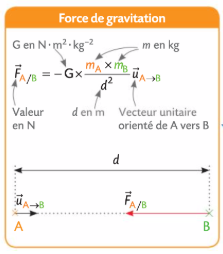 Force de gravitation
G en N·m²·kg⁻²    m en kg
F⃗A/B = −G × (mA × mB)/d² u⃗A→B
Valeur en N    d en m    Vecteur unitaire orienté de A vers B
d
u⃗A→B    F⃗A/B
A    B